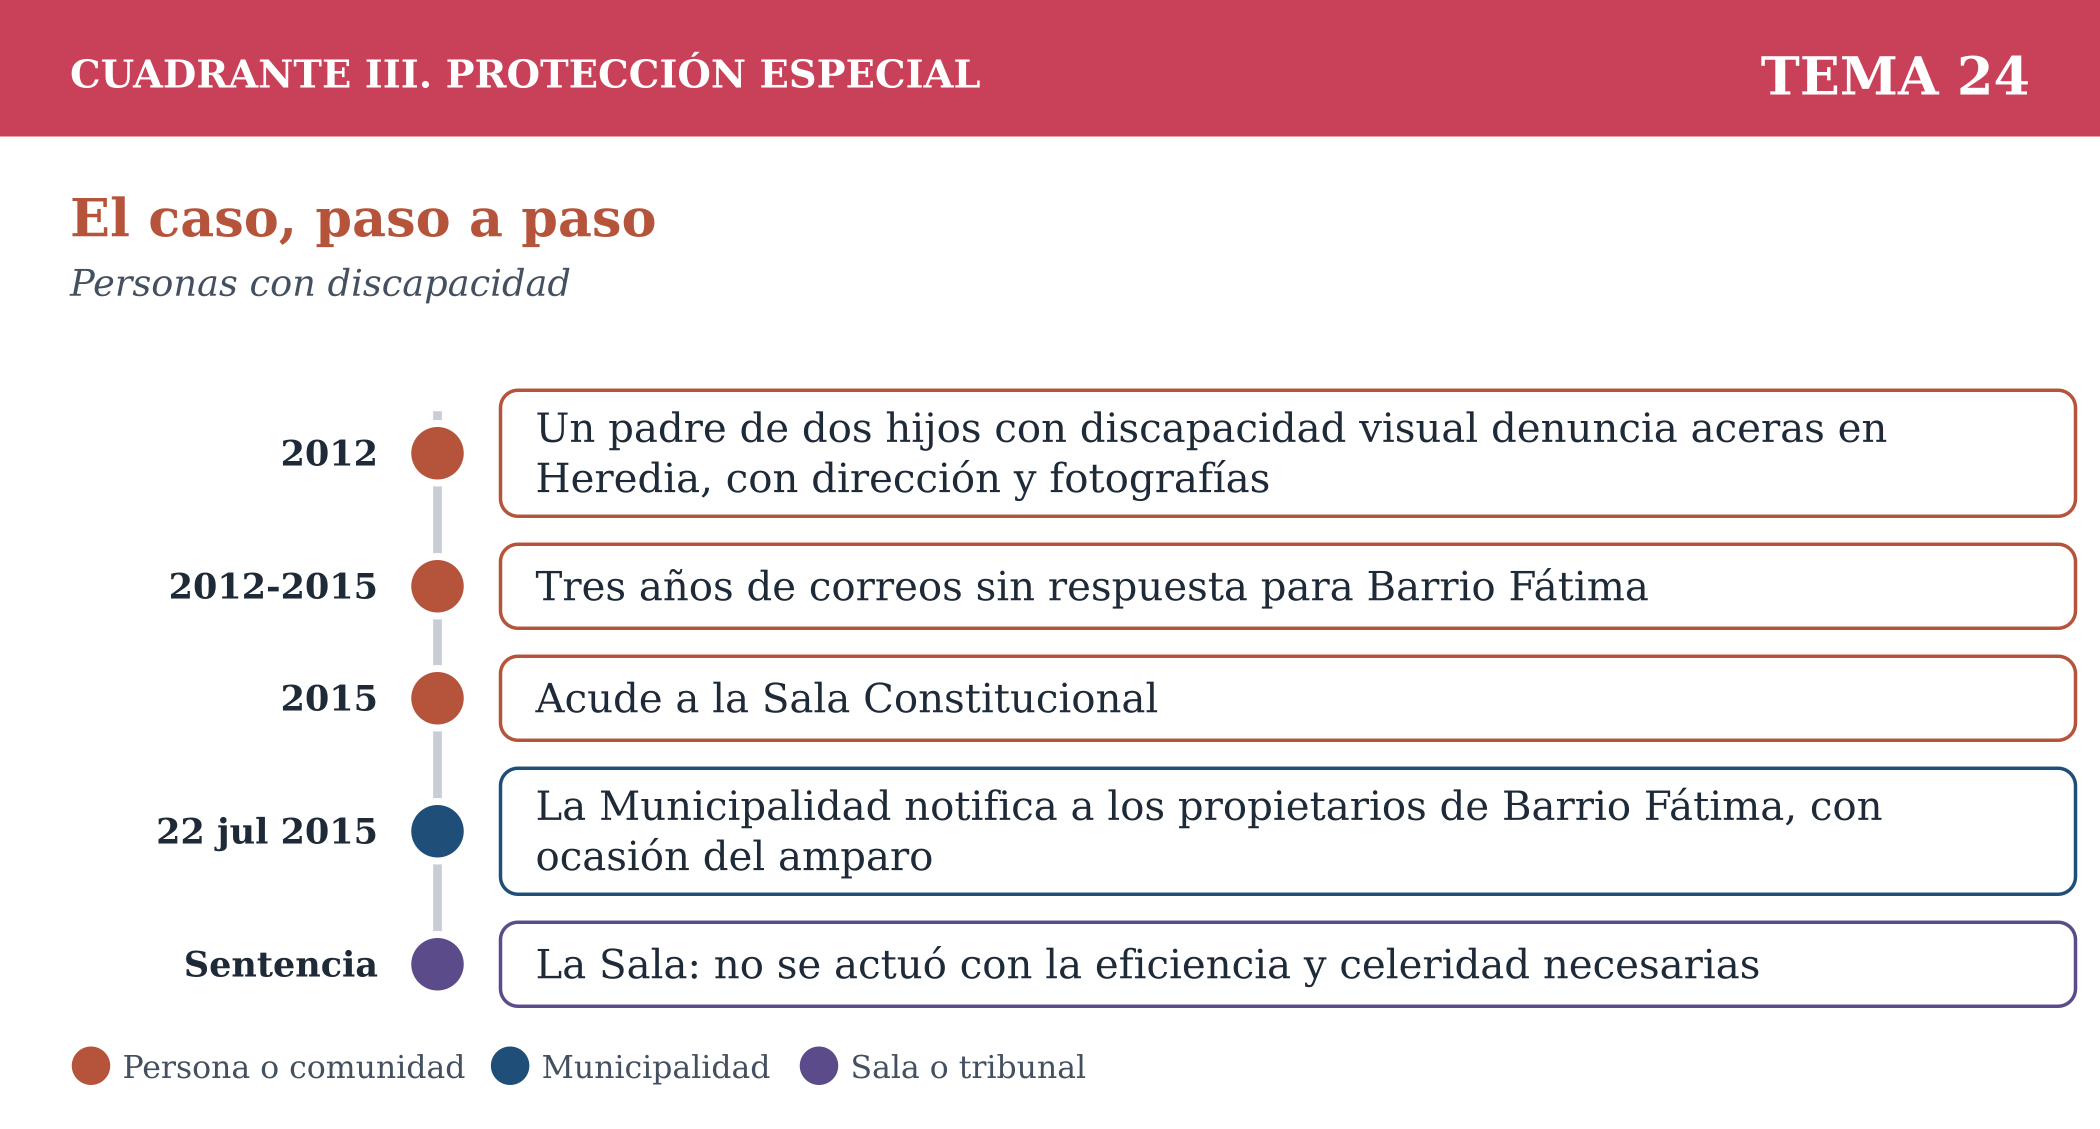 CUADRANTE III. PROTECCIÓN ESPECIAL
TEMA 24
El caso, paso a paso
Personas con discapacidad
2012
Un padre de dos hijos con discapacidad visual denuncia aceras en
Heredia, con dirección y fotografías
2012-2015
Tres años de correos sin respuesta para Barrio Fátima
2015
Acude a la Sala Constitucional
22 jul 2015
La Municipalidad notifica a los propietarios de Barrio Fátima, con
ocasión del amparo
Sentencia
La Sala: no se actuó con la eficiencia y celeridad necesarias
Persona o comunidad
Municipalidad
Sala o tribunal